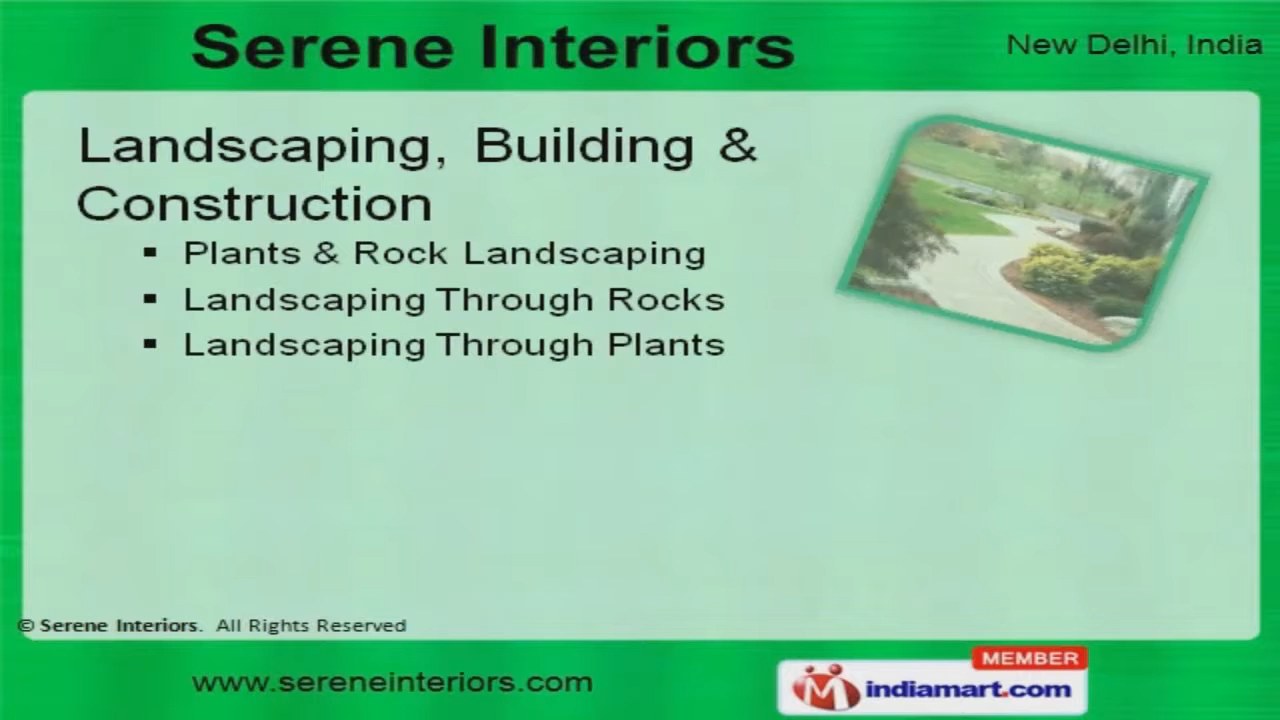 Serene Interiors
New Delhi, India
Landscaping, Building &
Construction
▪ Plants & Rock Landscaping
▪ Landscaping Through Rocks
▪ Landscaping Through Plants
© Serene Interiors. All Rights Reserved
www.sereneinteriors.com
MEMBER
indiamart.com